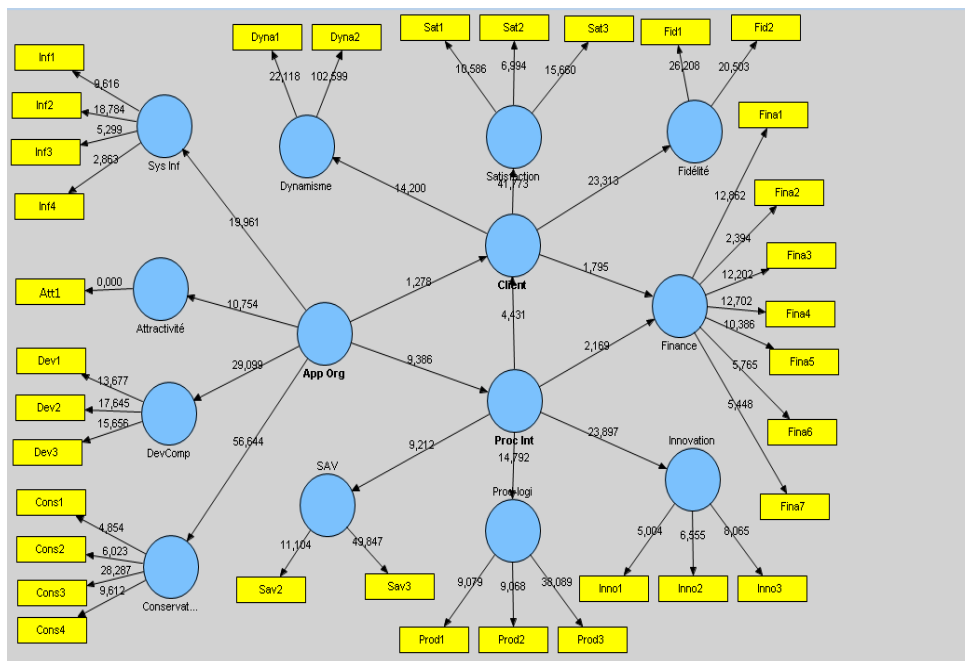 Sat1
Sat2
Sat3
Fid1
Fid2
Dyna1
Dyna2
Inf1
9,616
Inf2
18,784
5,299
Inf3
2,863
Inf4
Sys Inf
22,118
102,599
Dynamisme
10,586
6,994
15,660
Satisfaction
41,773
26,208
20,503
Fidélité
Fina1
12,862
Fina2
2,394
Fina3
12,202
12,702
Fina4
10,386
Fina5
5,765
Fina6
5,448
Fina7
14,200
23,313
19,961
Client
1,278
1,795
4,431
Finance
2,169
Att1
0,000
Attractivité
10,754
App Org
9,386
Dev1
13,677
Dev2
17,645
15,656
Dev3
DevComp
29,099
56,644
Proc Int
9,212
14,792
23,897
SAV
Innovation
Cons1
4,854
Cons2
6,023
28,287
Cons3
9,612
Cons4
Conservat...
11,104
49,847
Sav2
Sav3
9,079
9,068
38,089
Prod1
Prod2
Prod3
5,004
6,555
8,065
Inno1
Inno2
Inno3